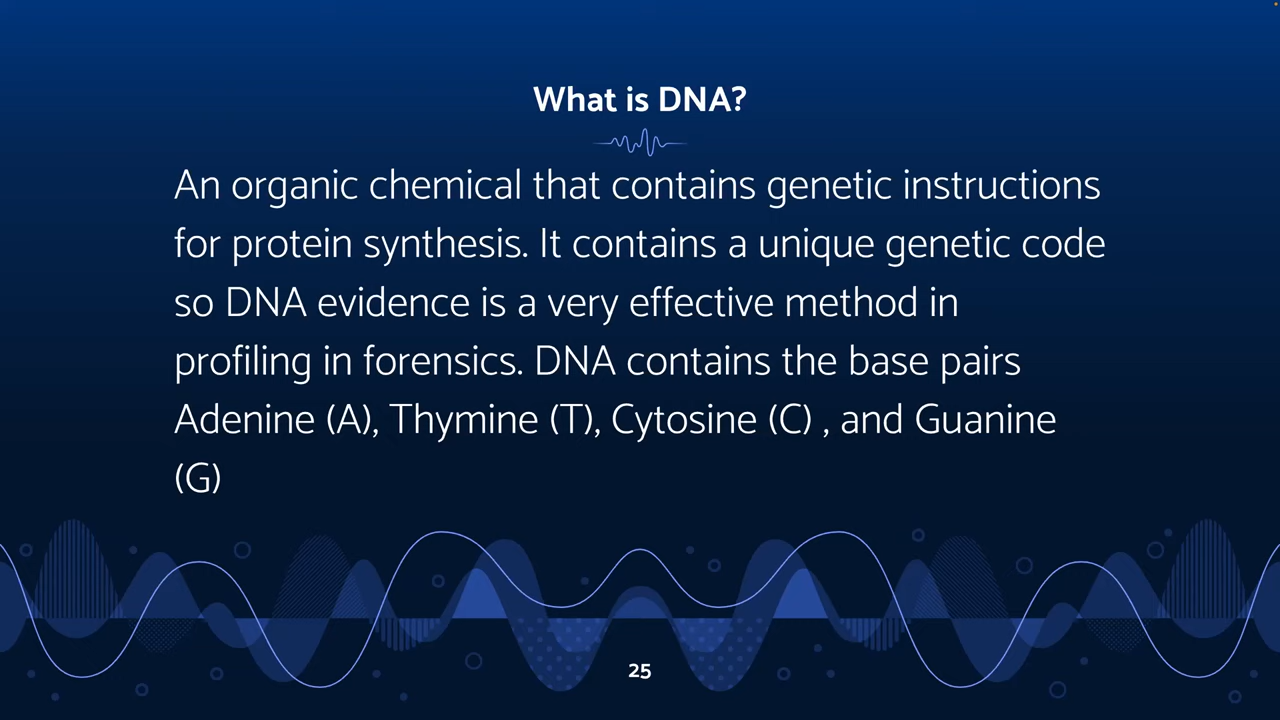 What is DNA?
An organic chemical that contains genetic instructions
for protein synthesis. It contains a unique genetic code
so DNA evidence is a very effective method in
profiling in forensics. DNA contains the base pairs
Adenine (A), Thymine (T), Cytosine (C) , and Guanine
(G)
25